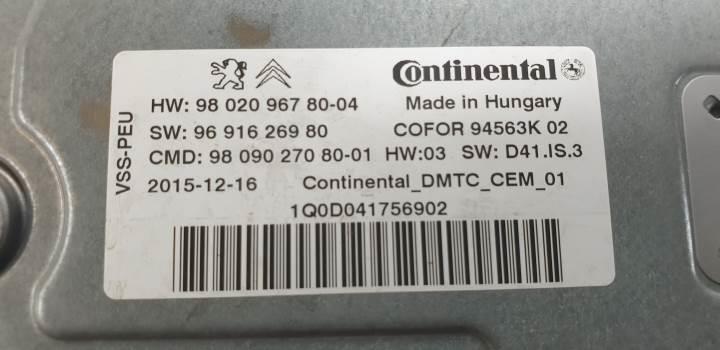 VSS-PEU
Continental
HW: 98 020 967 80-04
Made in Hungary
SW: 96 916 269 80
COFOR 94563K 02
CMD: 98 090 270 80-01 HW:03 SW: D41.IS.3
2015-12-16 Continental_DMTC_CEM_01
1Q0D041756902